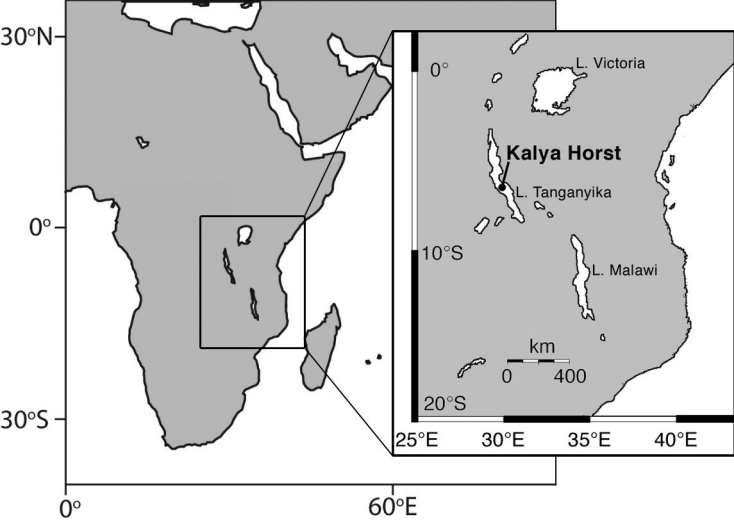 30°N
0°
30°S
0°
60°E
0°
10°S
20°S
25°E
30°E
35°E
40°E
L. Victoria
Kalya Horst
L. Tanganyika
L. Malawi
km
0
400